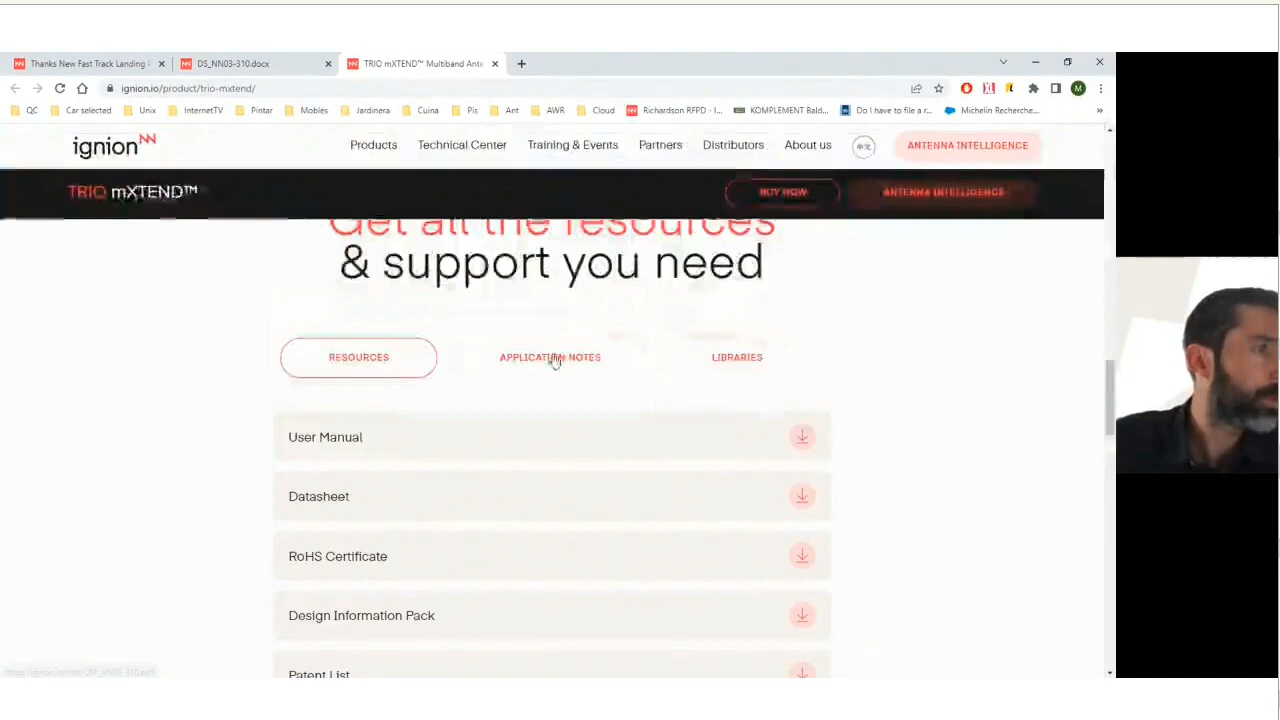 Thanks New Fast Track Landing
DS_NN03-310.docx
TRIO mXTEND™ Multiband Ante
ignion.io/product/trio-mxtend/
QC
Car selected
Unix
InternetTV
Pintar
Mobles
Jardinera
Cuina
Pis
Ant
AWR
Cloud
Richardson RFPD - I...
KOMPLEMENT Bald...
Do I have to file a r...
Michelin Recherche...
»
ignion NN
Products
Technical Center
Training & Events
Partners
Distributors
About us
中文
ANTENNA INTELLIGENCE
TRIO mXTEND™
BUY NOW
ANTENNA INTELLIGENCE
Get all the resources
& support you need
RESOURCES
APPLICATION NOTES
LIBRARIES
User Manual
Datasheet
RoHS Certificate
Design Information Pack
Patent List